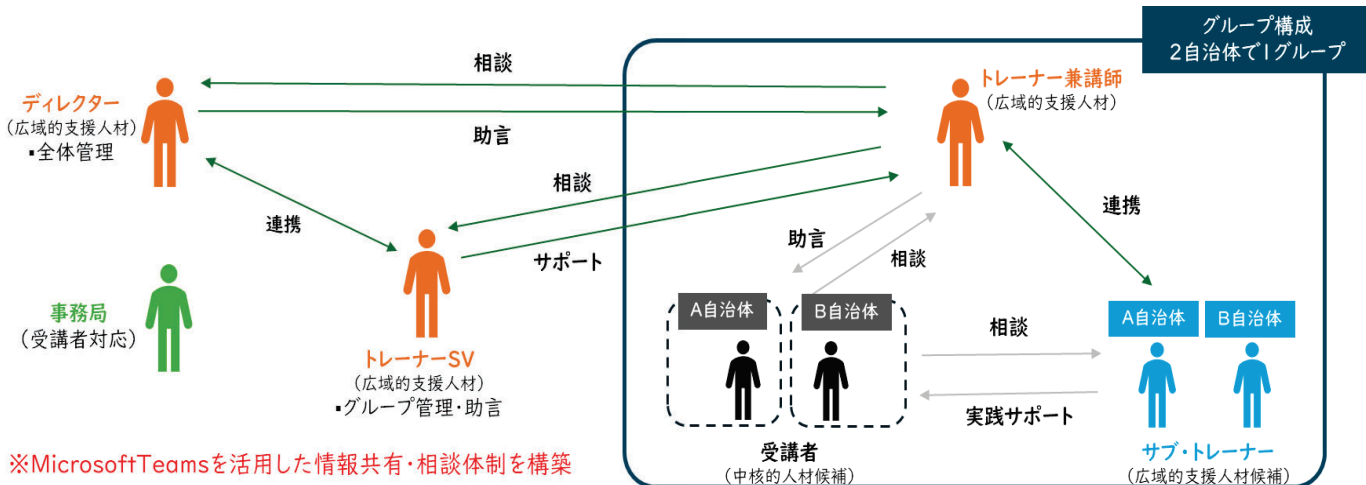 グループ構成
2自治体で1グループ
相談
ディレクター
(広域的支援人材)
▪全体管理
助言
トレーナー兼講師
(広域的支援人材)
相談
連携
サポート
助言
相談
連携
事務局
(受講者対応)
トレーナーSV
(広域的支援人材)
▪グループ管理・助言
A自治体
B自治体
相談
実践サポート
A自治体
B自治体
受講者
(中核的人材候補)
サブ・トレーナー
(広域的支援人材候補)
※MicrosoftTeamsを活用した情報共有・相談体制を構築